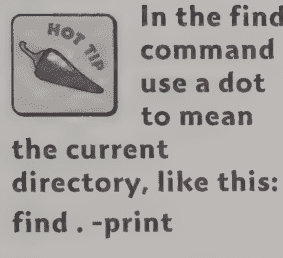 HOT TIP
In the find
command
use a dot
to mean
the current
directory, like this:
find . -print